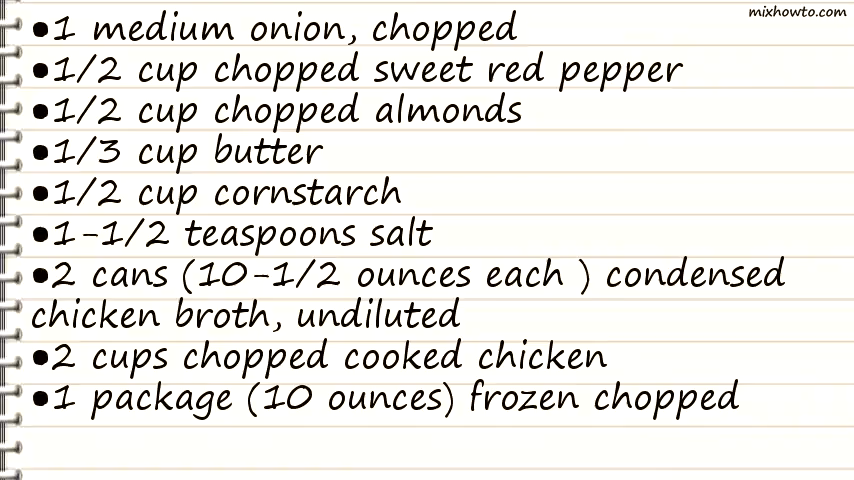 mixhowto.com
•1 medium onion, chopped
•1/2 cup chopped sweet red pepper
•1/2 cup chopped almonds
•1/3 cup butter
•1/2 cup cornstarch
•1-1/2 teaspoons salt
•2 cans (10-1/2 ounces each ) condensed
chicken broth, undiluted
•2 cups chopped cooked chicken
•1 package (10 ounces) frozen chopped